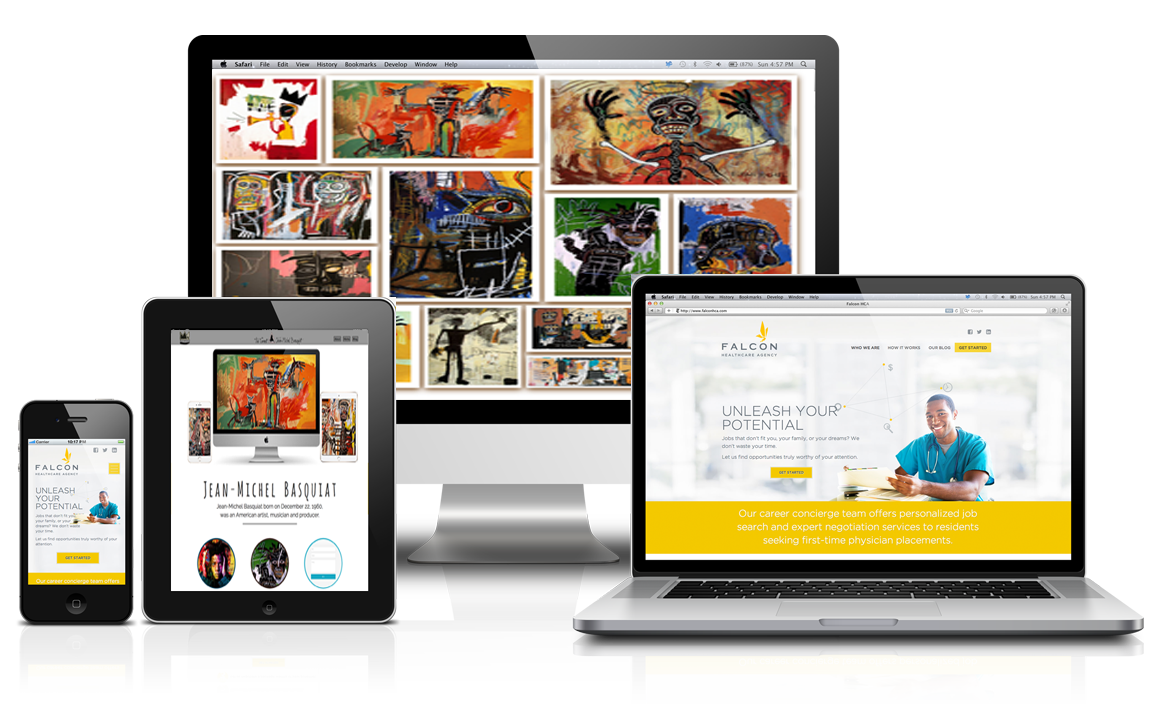 Safari File Edit View History Bookmarks Develop Window Help
(87%) Sun 4:57 PM
Safari File Edit View History Bookmarks Develop Window Help
(87%) Sun 4:57 PM
Falcon HCA
http://www.falconhca.com
Google
FALCON
HEALTHCARE AGENCY
WHO WE ARE HOW IT WORKS OUR BLOG GET STARTED
$
UNLEASH YOUR
POTENTIAL
Jobs that don't fit you, your family, or your dreams? We
don't waste your time.
Let us find opportunities truly worthy of your attention.
GET STARTED
Our career concierge team offers personalized job
search and expert negotiation services to residents
seeking first-time physician placements.
JEAN-MICHEL BASQUIAT
Jean-Michel Basquiat born on December 22, 1960,
was an American artist, musician and producer.
Carrier 10:17 PM
FALCON
HEALTHCARE AGENCY
UNLEASH
YOUR
POTENTIAL
Jobs that don't fit you,
your family, or your
dreams? We don't waste
your time.
Let us find opportunities truly worthy of your
attention.
GET STARTED
Our career concierge team offers